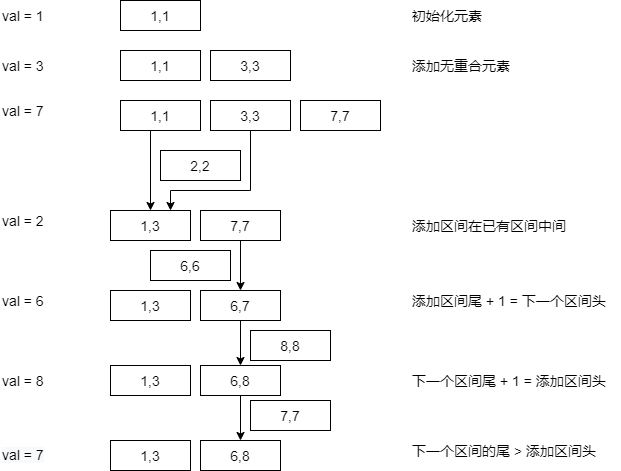 val = 1 1,1 初始化元素
val = 3 1,1 3,3 添加无重合元素
val = 7 1,1 3,3 7,7
2,2
val = 2 1,3 7,7 添加区间在已有区间中间
6,6
val = 6 1,3 6,7 添加区间尾 + 1 = 下一个区间头
8,8
val = 8 1,3 6,8 下一个区间尾 + 1 = 添加区间头
7,7
val = 7 1,3 6,8 下一个区间的尾 > 添加区间头